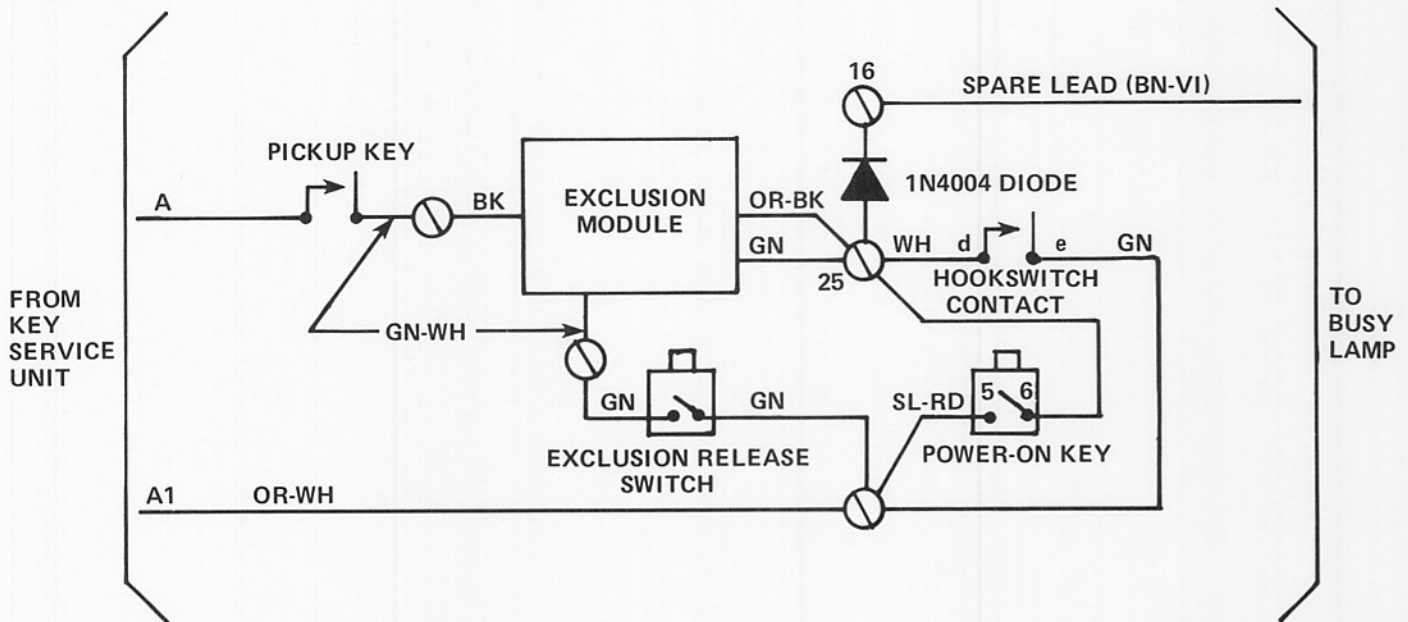 16
SPARE LEAD (BN-VI)
PICKUP KEY
A
BK
EXCLUSION
MODULE
OR-BK
GN
1N4004 DIODE
WH
d
e
GN
25
HOOKSWITCH
CONTACT
FROM
KEY
SERVICE
UNIT
GN-WH
TO
BUSY
LAMP
GN
GN
SL-RD
5 6
EXCLUSION RELEASE
SWITCH
POWER-ON KEY
A1
OR-WH